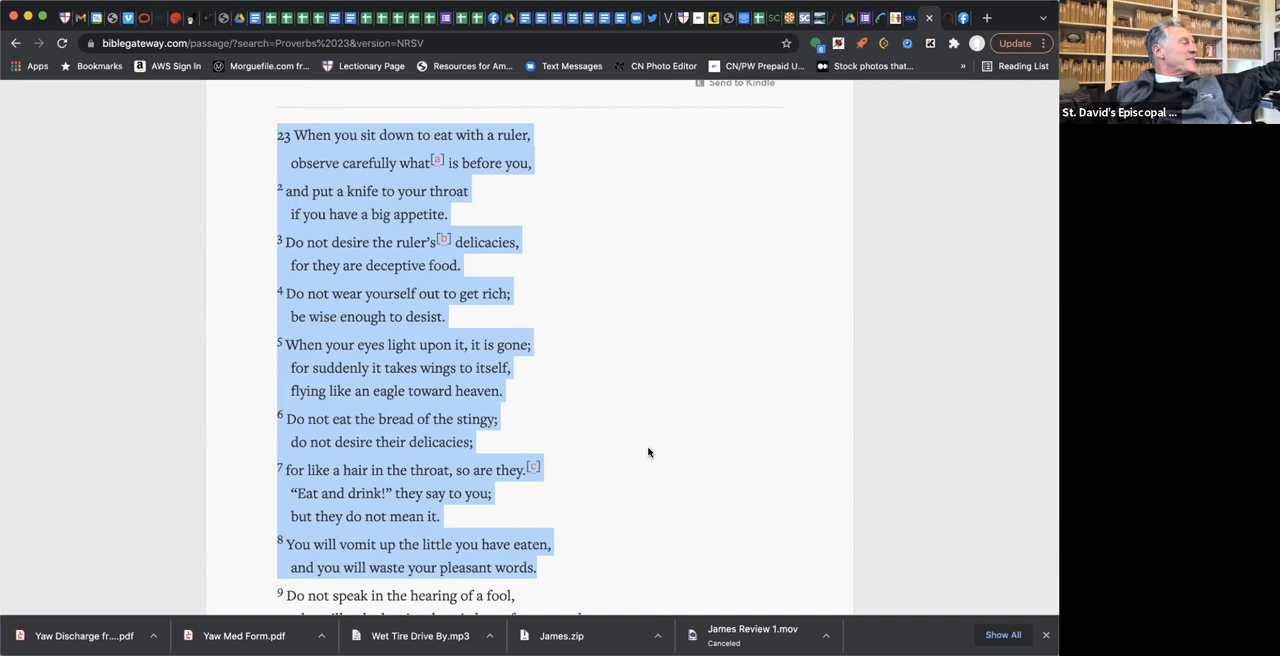 SC
SC
SSA
biblegateway.com/passage/?search=Proverbs%2023&version=NRSV
Update
Apps
Bookmarks
AWS Sign In
Morguefile.com fr...
Lectionary Page
Resources for Am...
Text Messages
CN Photo Editor
CN/PW Prepaid U...
Stock photos that...
»
Reading List
Send to Kindle
St. David's Episcopal ...
23 When you sit down to eat with a ruler,
observe carefully what[a] is before you,
2 and put a knife to your throat
if you have a big appetite.
3 Do not desire the ruler’s[b] delicacies,
for they are deceptive food.
4 Do not wear yourself out to get rich;
be wise enough to desist.
5 When your eyes light upon it, it is gone;
for suddenly it takes wings to itself,
flying like an eagle toward heaven.
6 Do not eat the bread of the stingy;
do not desire their delicacies;
7 for like a hair in the throat, so are they.[c]
“Eat and drink!” they say to you;
but they do not mean it.
8 You will vomit up the little you have eaten,
and you will waste your pleasant words.
9 Do not speak in the hearing of a fool,
Yaw Discharge fr....pdf
Yaw Med Form.pdf
Wet Tire Drive By.mp3
James.zip
James Review 1.mov
Canceled
Show All